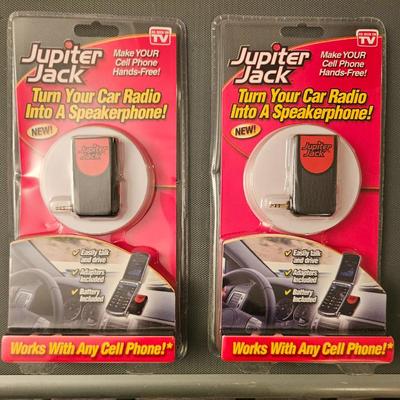 AS SEEN ON
TV
Jupiter
Jack
Make YOUR
Cell Phone
Hands-Free!
Turn Your Car Radio
Into A Speakerphone!
NEW!
Jupiter
Jack
Easily talk
and drive
Adapters
Included
Battery
Included
Works With Any Cell Phone!*
AS SEEN ON
TV
Jupiter
Jack
Make YOUR
Cell Phone
Hands-Free!
Turn Your Car Radio
Into A Speakerphone!
NEW!
Jupiter
Jack
Easily talk
and drive
Adapters
Included
Battery
Included
Works With Any Cell Phone!*